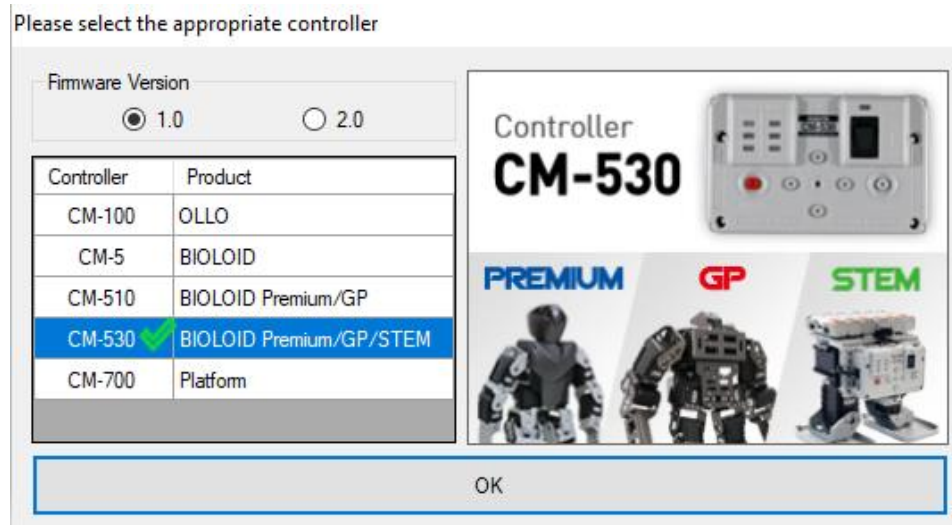 Please select the appropriate controller
Firmware Version
1.0 2.0
Controller Product
CM-100 OLLO
CM-5 BIOLOID
CM-510 BIOLOID Premium/GP
CM-530 BIOLOID Premium/GP/STEM
CM-700 Platform
Controller
CM-530
PREMIUM GP STEM
OK